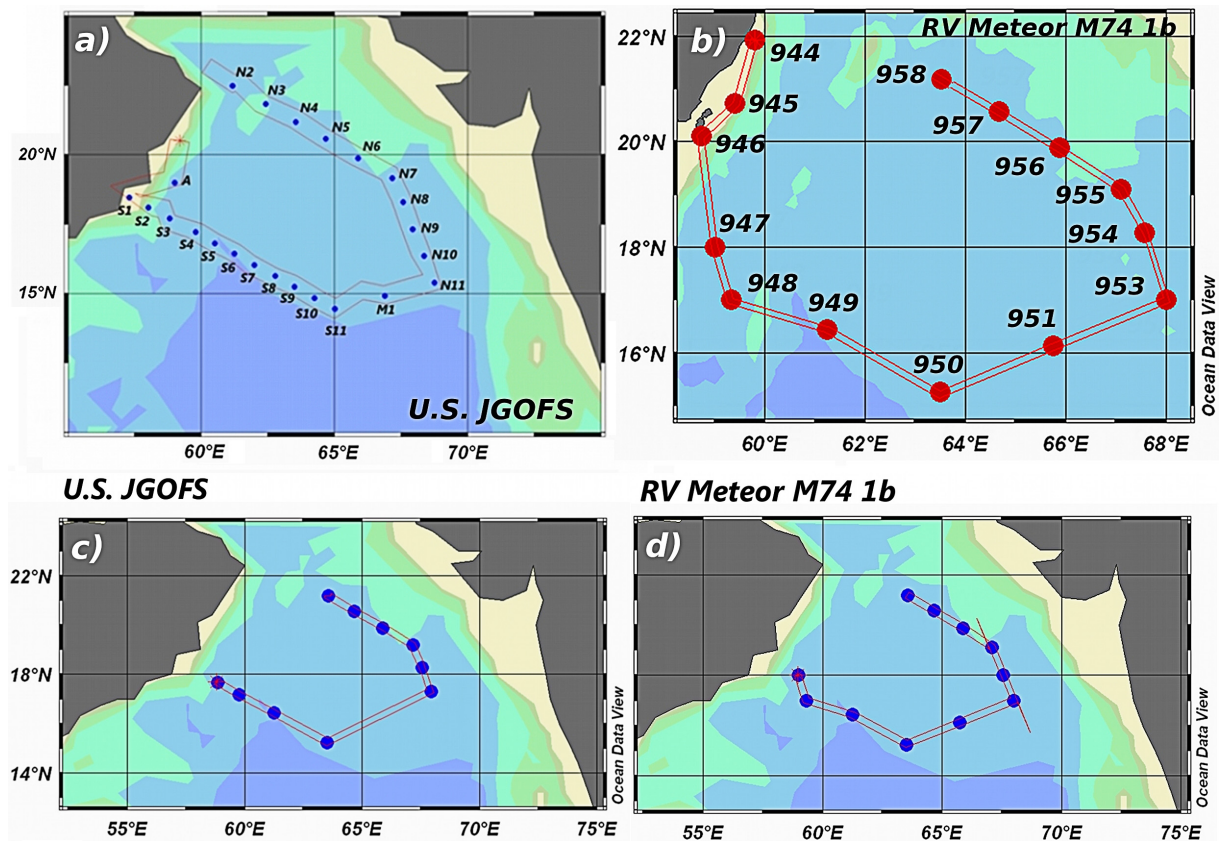 a)
N2
N3
N4
N5
N6
N7
N8
N9
N10
N11
M1
A
S1
S2
S3
S4
S5
S6
S7
S8
S9
S10
S11
20°N
15°N
U.S. JGOFS
60°E
65°E
70°E
b)
RV Meteor M74 1b
22°N
20°N
18°N
16°N
944
945
946
947
948
949
950
951
953
954
955
956
957
958
60°E
62°E
64°E
66°E
68°E
Ocean Data View
U.S. JGOFS
c)
22°N
18°N
14°N
55°E
60°E
65°E
70°E
75°E
Ocean Data View
RV Meteor M74 1b
d)
55°E
60°E
65°E
70°E
75°E
Ocean Data View